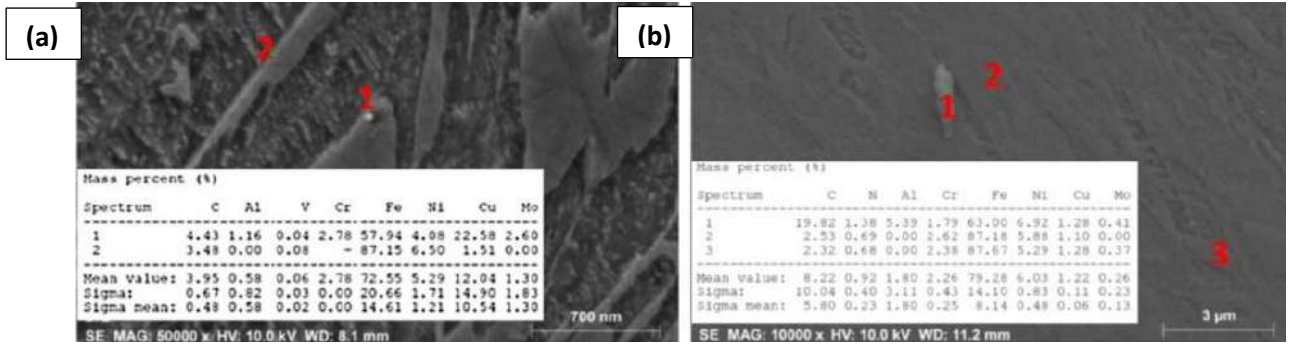 (a)
2
1
Mass percent (%)
Spectrum C Al V Cr Fe Ni Cu Mo
1 4.43 1.16 0.04 2.78 57.94 4.08 22.58 2.60
2 3.48 0.00 0.08 - 87.15 6.50 1.51 0.00
Mean value: 3.95 0.58 0.06 2.78 72.55 5.29 12.04 1.30
Sigma: 0.67 0.82 0.03 0.00 20.66 1.71 14.90 1.83
Sigma mean: 0.48 0.58 0.02 0.00 14.61 1.21 10.54 1.30
700 nm
SE MAG: 50000 x HV: 10.0 kV WD: 8.1 mm
(b)
2
1
3
Mass percent (%)
Spectrum C N Al Cr Fe Ni Cu Mo
1 19.82 1.38 5.39 1.79 63.00 6.92 1.28 0.41
2 2.53 0.69 0.00 2.62 87.18 5.88 1.10 0.00
3 2.32 0.68 0.00 2.38 87.67 5.29 1.28 0.37
Mean value: 8.22 0.92 1.80 2.26 79.28 6.03 1.22 0.26
Sigma: 10.04 0.40 3.11 0.43 14.10 0.83 0.11 0.23
Sigma mean: 5.80 0.23 1.80 0.25 8.14 0.48 0.06 0.13
3 µm
SE MAG: 10000 x HV: 10.0 kV WD: 11.2 mm